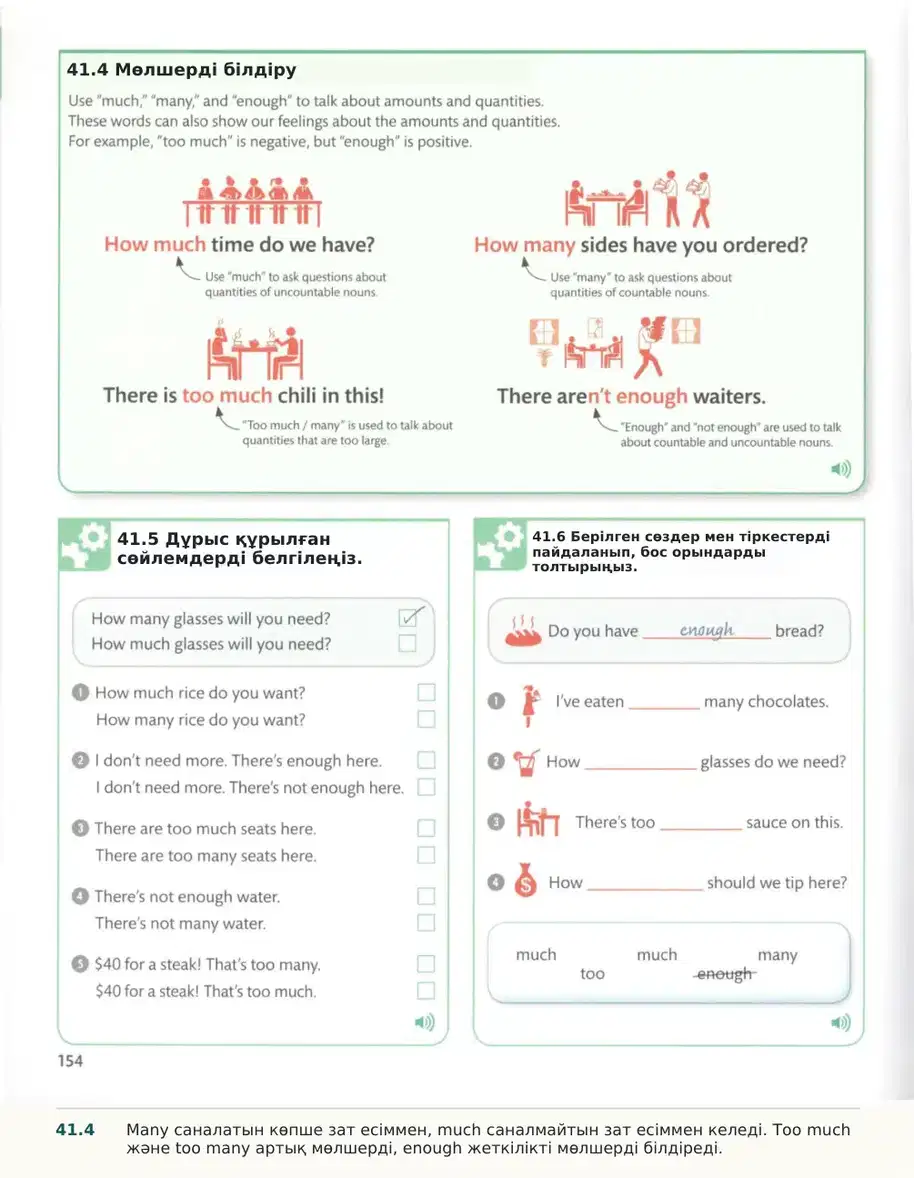 41.4 Мөлшерді білдіру
Use "much," "many," and "enough" to talk about amounts and quantities.
These words can also show our feelings about the amounts and quantities.
For example, "too much" is negative, but "enough" is positive.
How much time do we have?
Use "much" to ask questions about
quantities of uncountable nouns.
How many sides have you ordered?
Use "many" to ask questions about
quantities of countable nouns.
There is too much chili in this!
"Too much / many" is used to talk about
quantities that are too large.
There aren't enough waiters.
"Enough" and "not enough" are used to talk
about countable and uncountable nouns.
41.5 Дұрыс құрылған
сөйлемдерді белгілеңіз.
How many glasses will you need?
How much glasses will you need?
1 How much rice do you want?
How many rice do you want?
2 I don't need more. There's enough here.
I don't need more. There's not enough here.
3 There are too much seats here.
There are too many seats here.
4 There's not enough water.
There's not many water.
5 $40 for a steak! That's too many.
$40 for a steak! That's too much.
41.6 Берілген сөздер мен тіркестерді
пайдаланып, бос орындарды
толтырыңыз.
Do you have enough bread?
1 I've eaten ________ many chocolates.
2 How ________ glasses do we need?
3 There's too ________ sauce on this.
4 How ________ should we tip here?
much much many
too enough
154
41.4 Many саналатын көпше зат есіммен, much саналмайтын зат есіммен келеді. Too much
және too many артық мөлшерді, enough жеткілікті мөлшерді білдіреді.